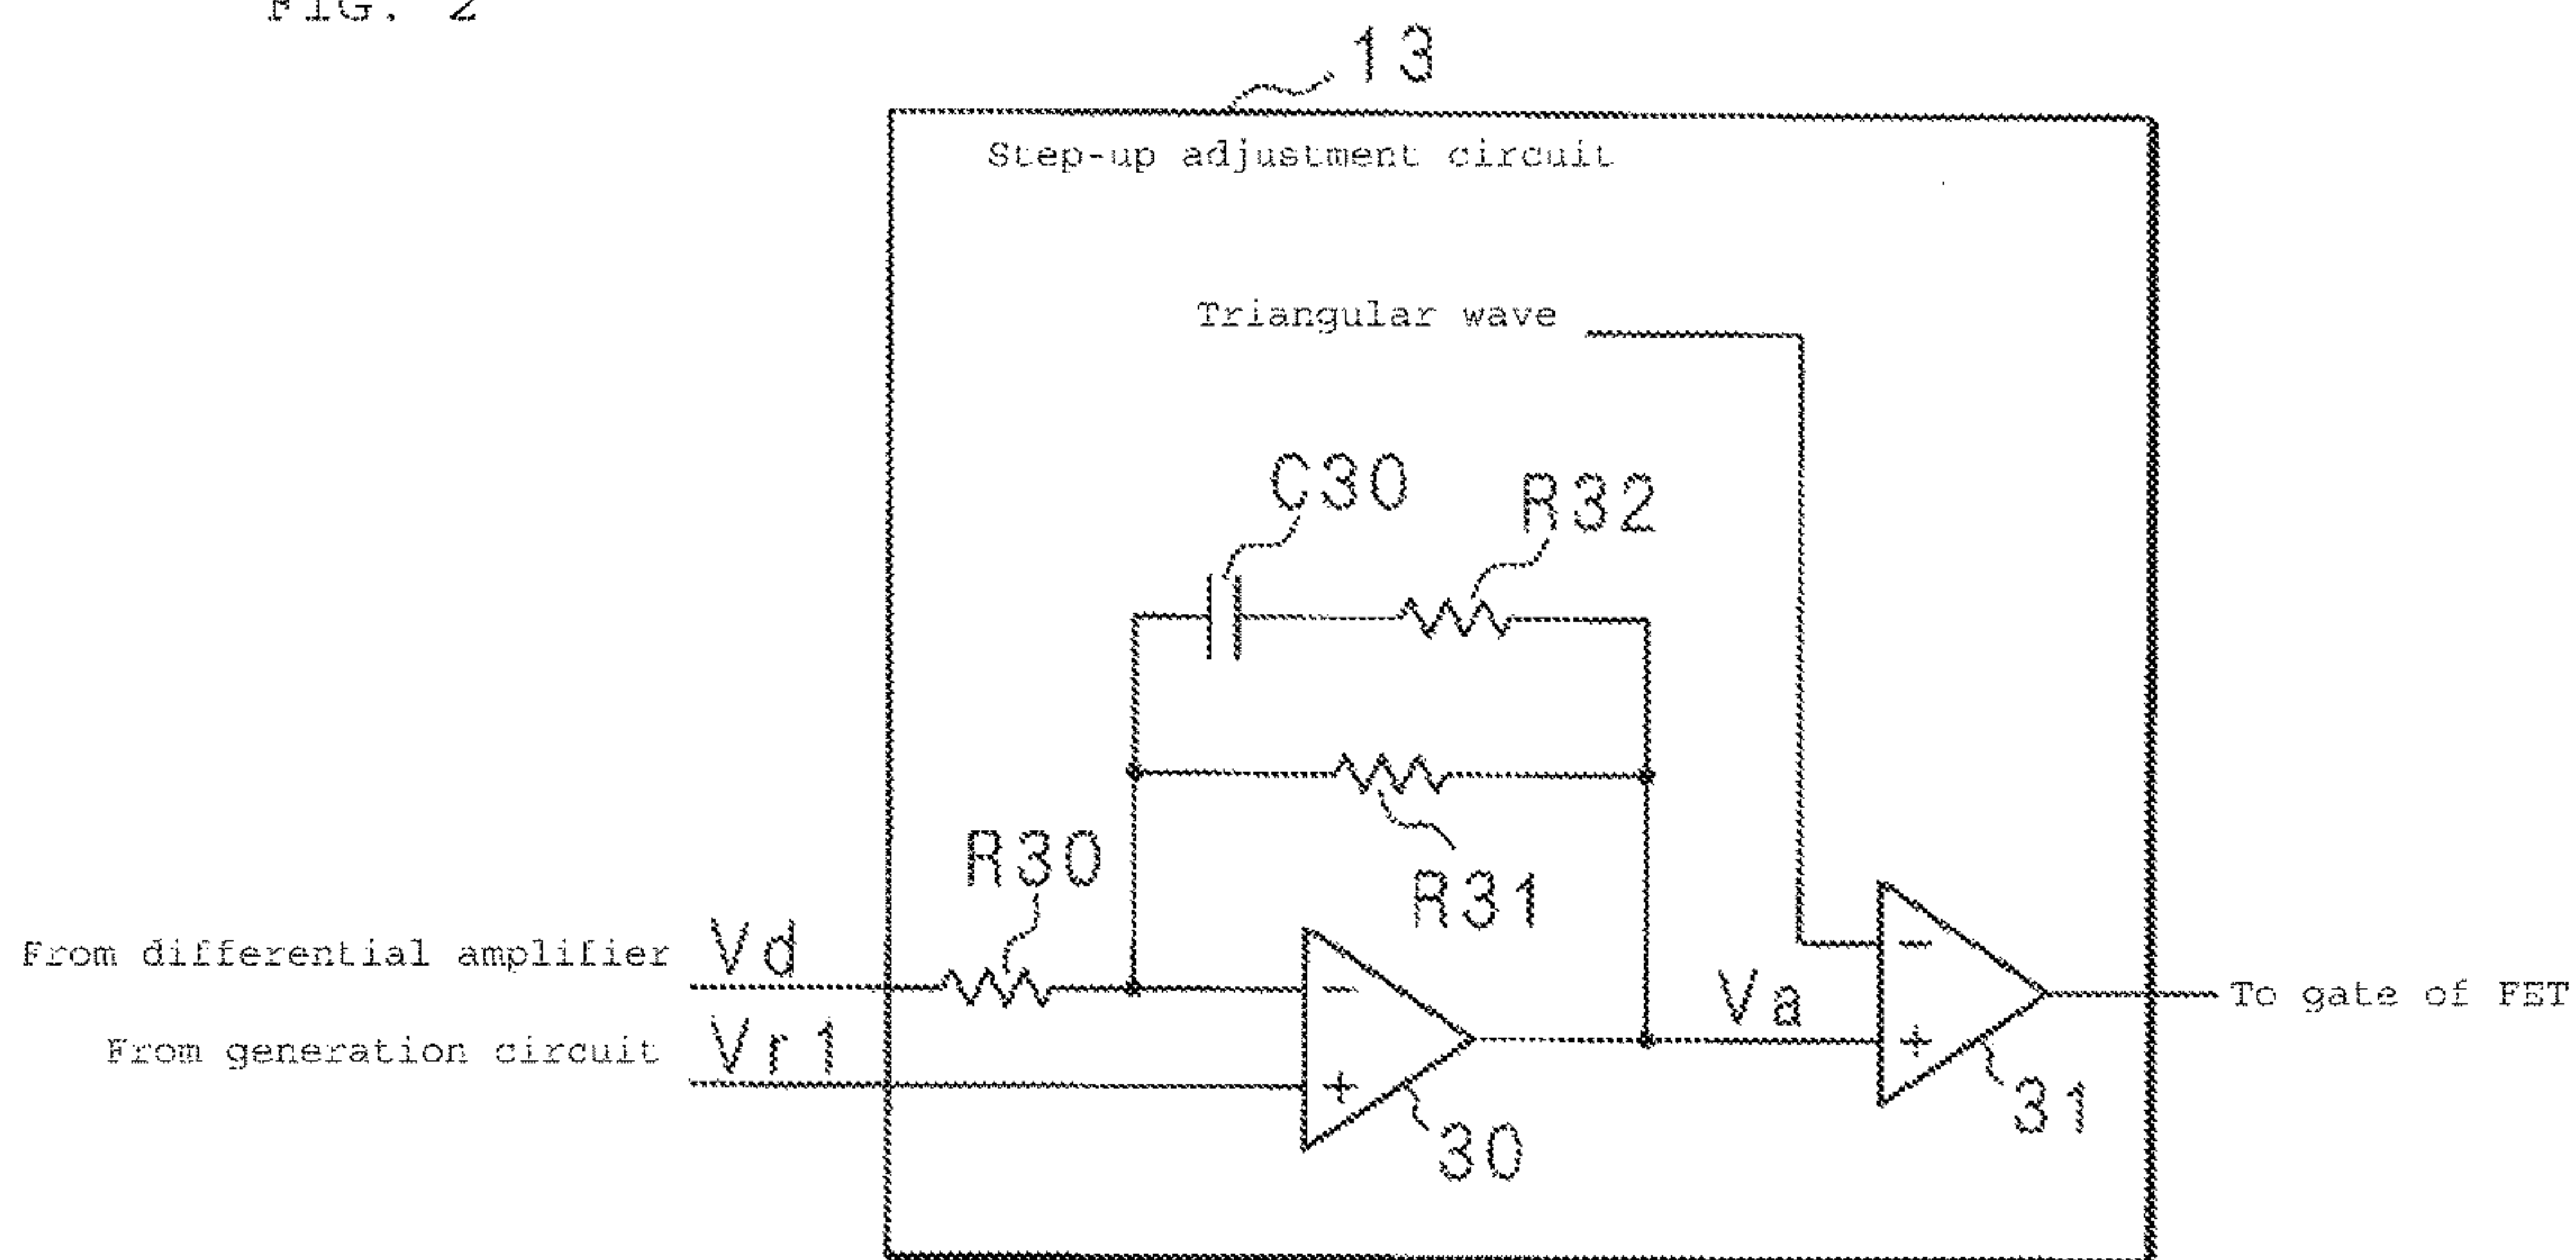 FIG. 2
13
Step-up adjustment circuit
Triangular wave
C30
R32
R30
R31
From differential amplifier Vd
From generation circuit Vr1
Va
−
+
−
+
30
31
To gate of FET